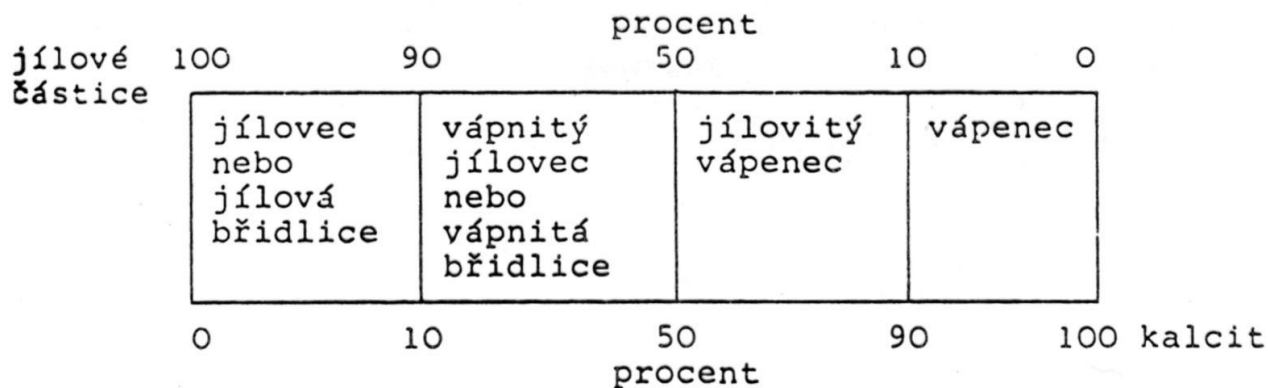 procent
jílové 100 90 50 10 0
částice
jílovec vápnitý jílovitý vápenec
nebo jílovec vápenec
jílová nebo
břidlice vápnitá
břidlice
0 10 50 90 100 kalcit
procent